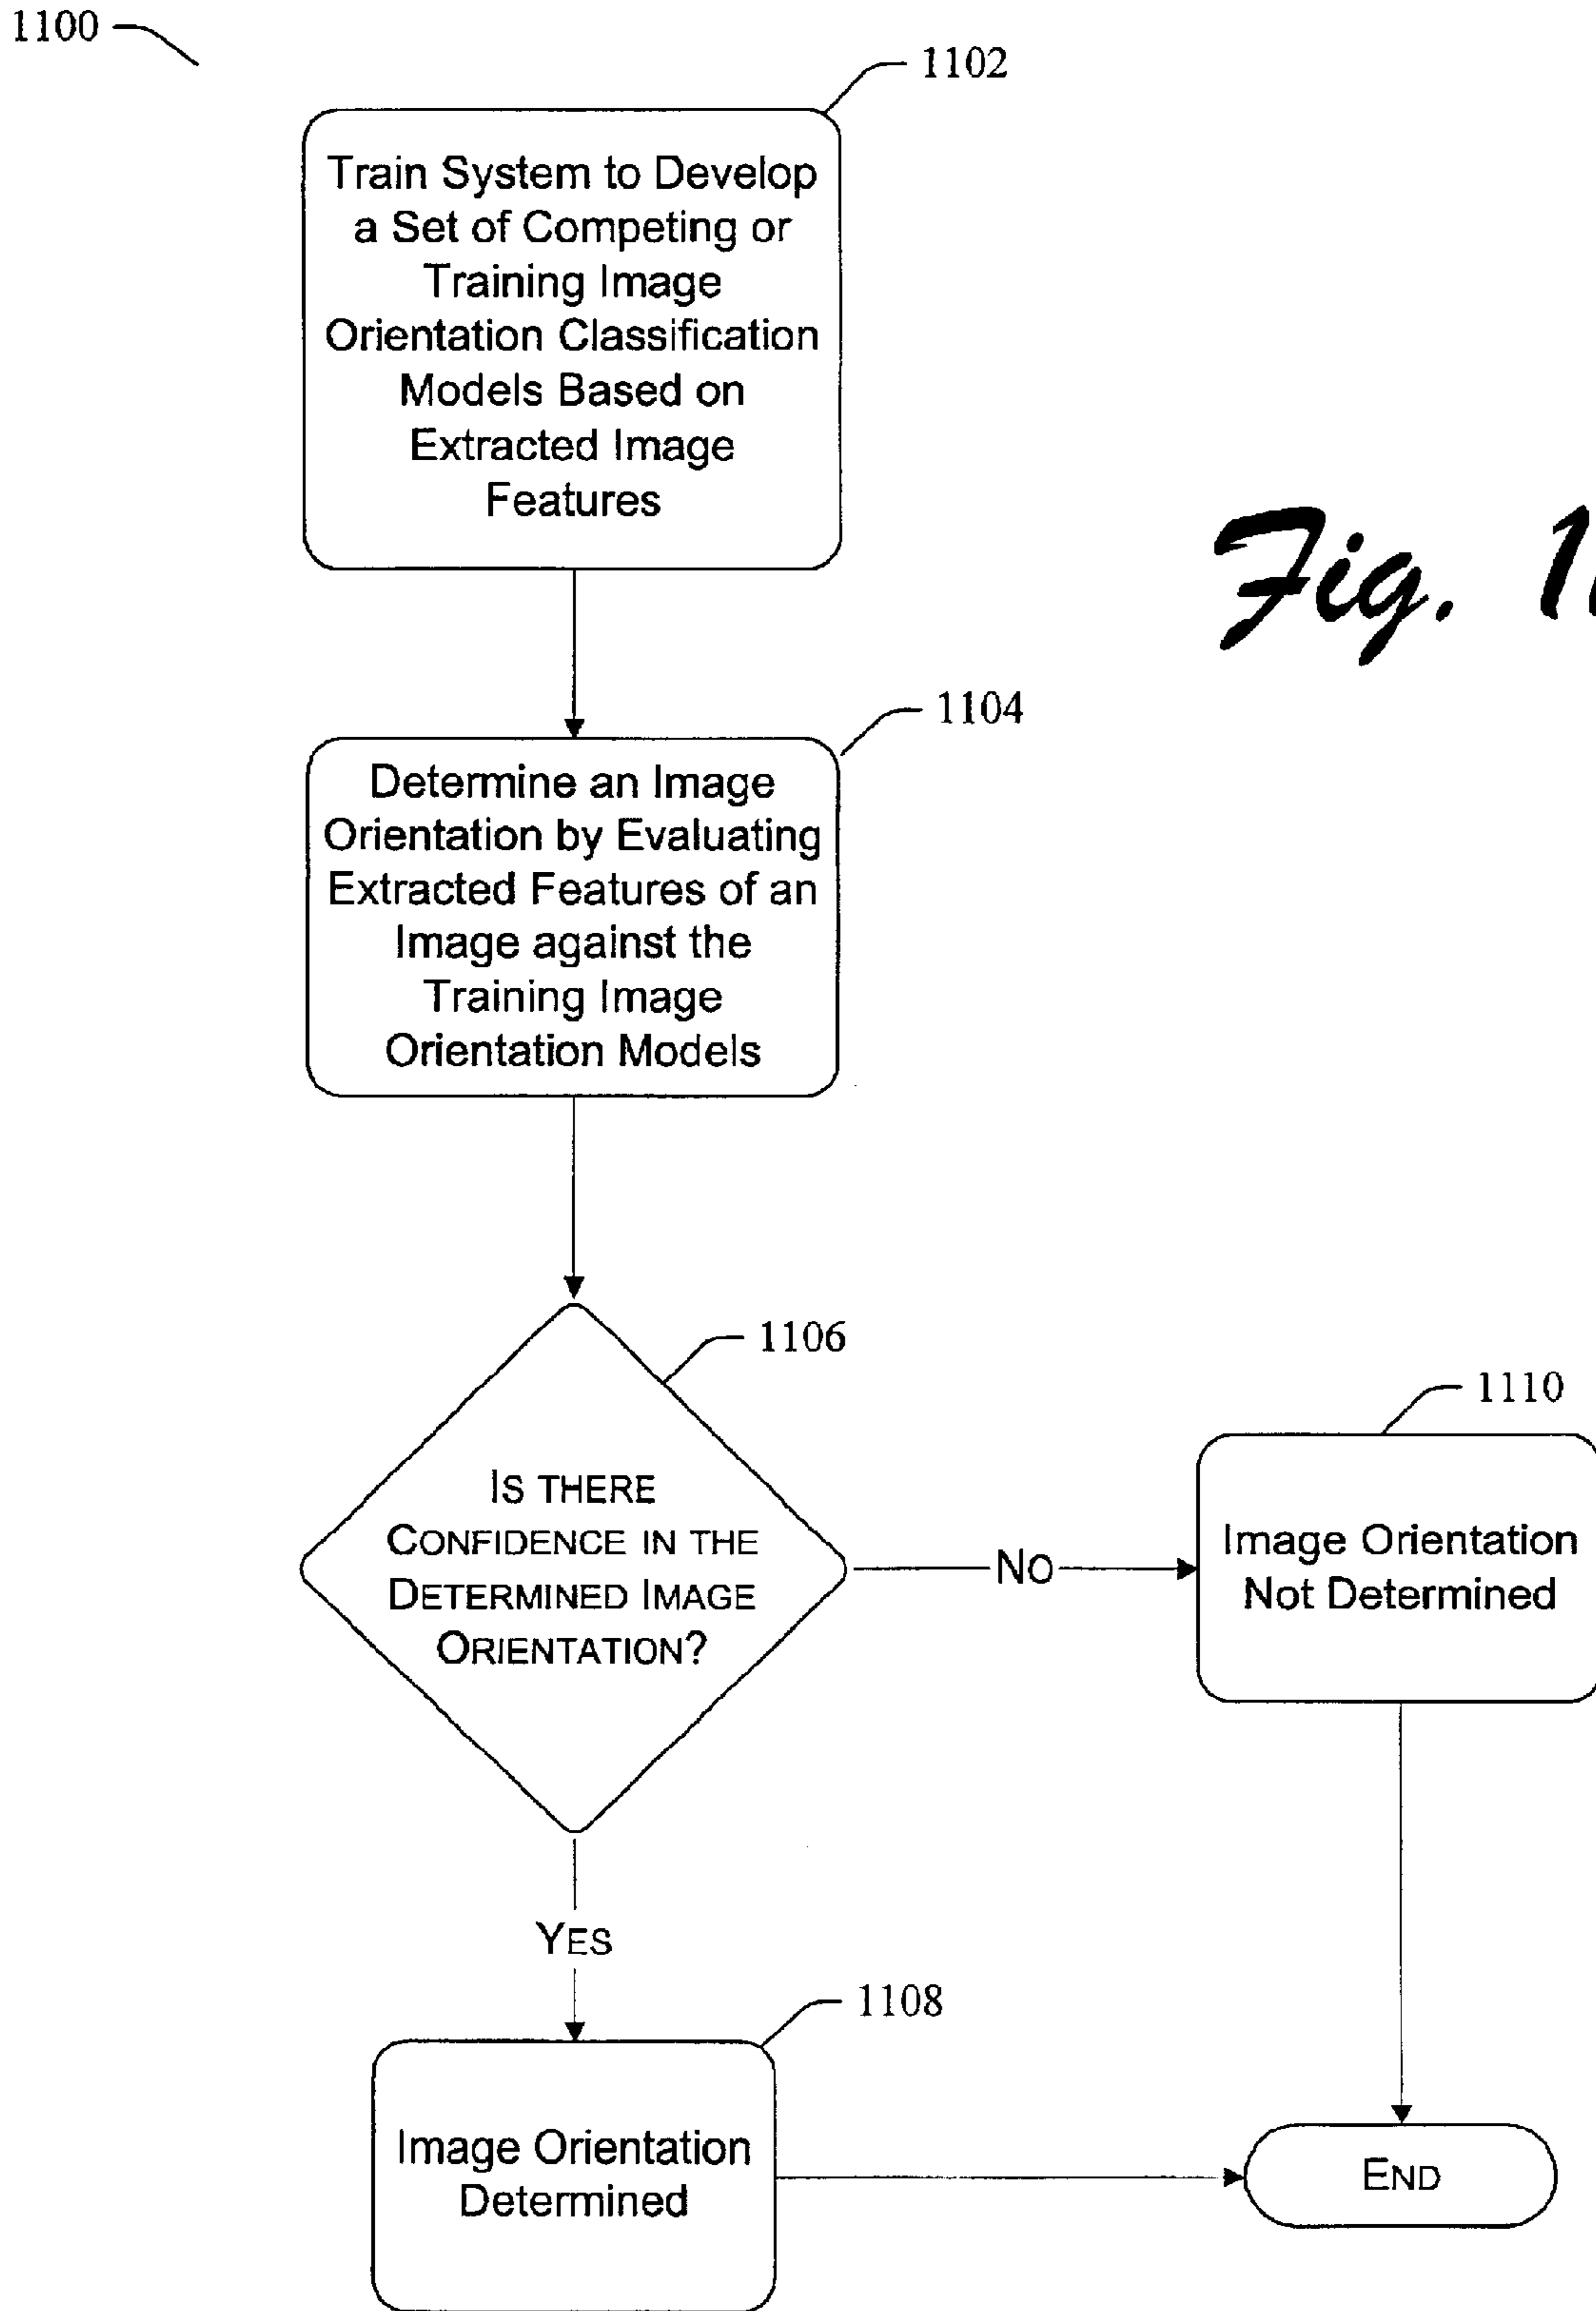 1100
1102
Train System to Develop
a Set of Competing or
Training Image
Orientation Classification
Models Based on
Extracted Image
Features
Fig.
1104
Determine an Image
Orientation by Evaluating
Extracted Features of an
Image against the
Training Image
Orientation Models
1106
IS THERE
CONFIDENCE IN THE
DETERMINED IMAGE
ORIENTATION?
NO
1110
Image Orientation
Not Determined
YES
1108
Image Orientation
Determined
END